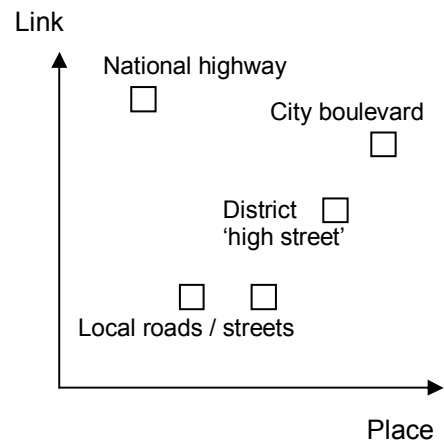 Link
National highway
City boulevard
District
‘high street’
Local roads / streets
Place